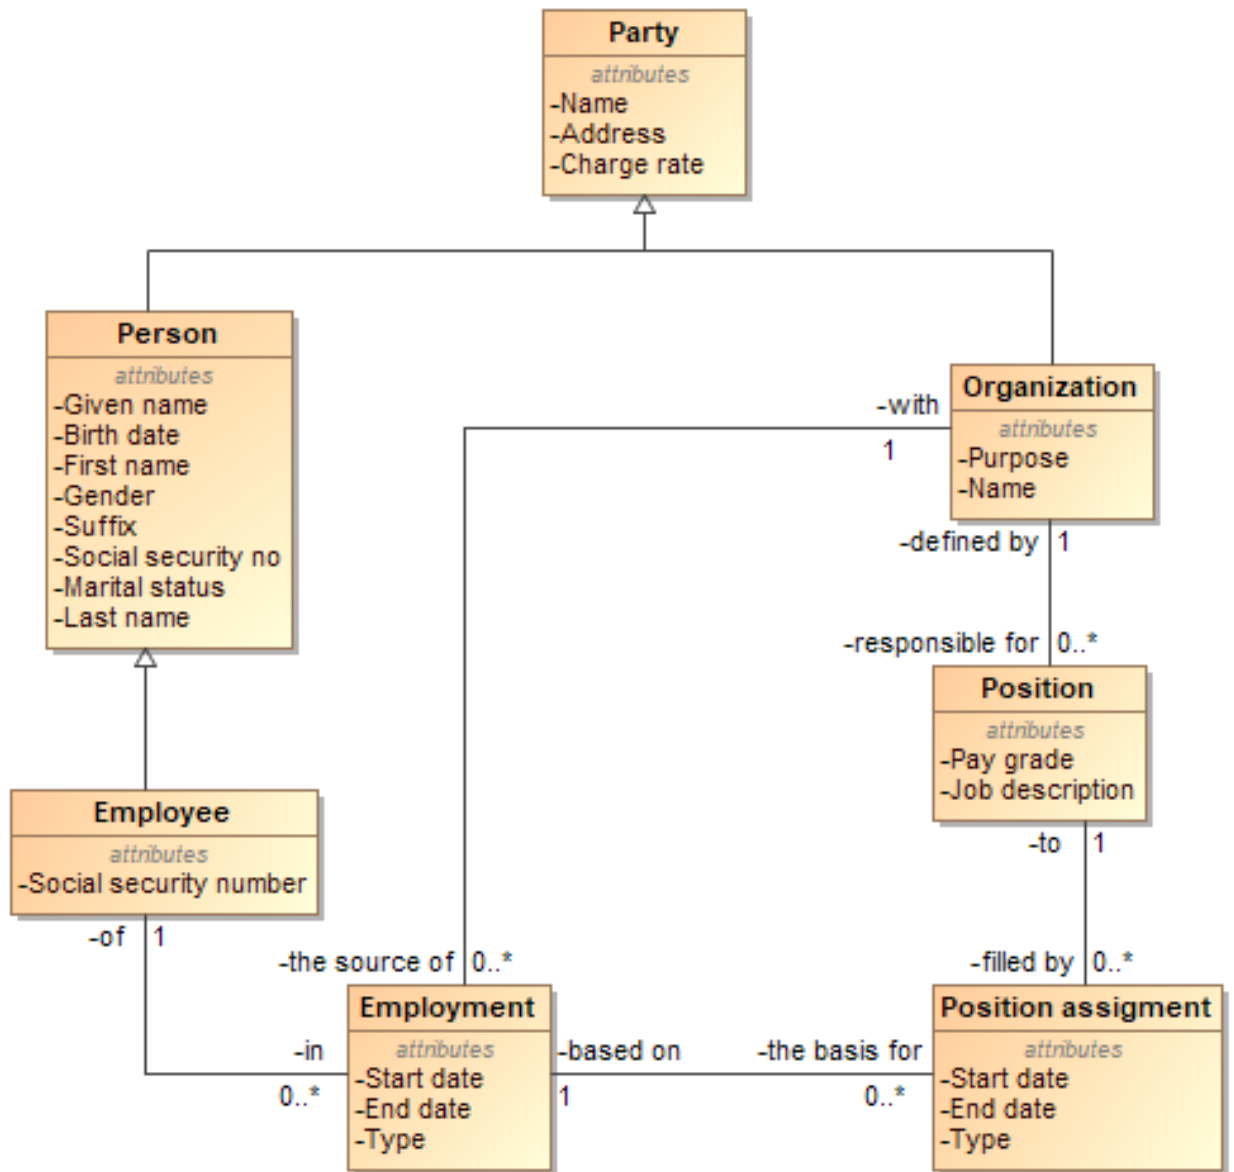 Party
attributes
-Name
-Address
-Charge rate
Person
attributes
-Given name
-Birth date
-First name
-Gender
-Suffix
-Social security no
-Marital status
-Last name
Organization
attributes
-Purpose
-Name
-with
1
-defined by 1
-responsible for 0..*
Position
attributes
-Pay grade
-Job description
-to 1
Employee
attributes
-Social security number
-of 1
-the source of 0..*
-filled by 0..*
Employment
attributes
-Start date
-End date
-Type
-in
0..*
-based on
1
-the basis for
0..*
Position assigment
attributes
-Start date
-End date
-Type